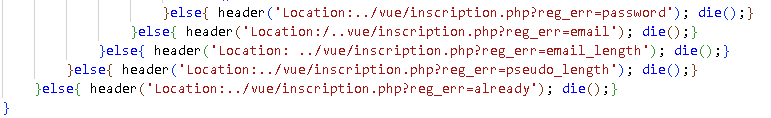 }else{ header('Location:../vue/inscription.php?reg_err=password'); die();}
}else{ header('Location:/..vue/inscription.php?reg_err=email'); die();}
}else{ header('Location: ../vue/inscription.php?reg_err=email_length'); die();}
}else{ header('Location:../vue/inscription.php?reg_err=pseudo_length'); die();}
}else{ header('Location:../vue/inscription.php?reg_err=already'); die();}
}